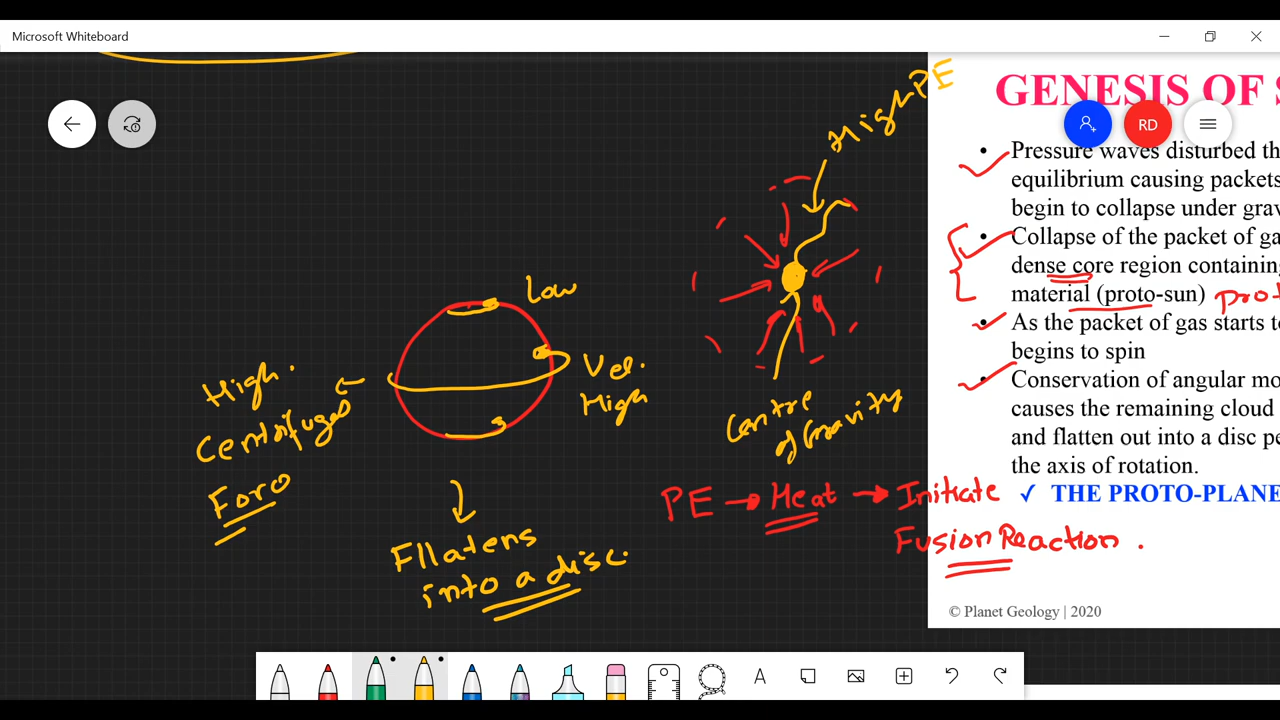 Microsoft Whiteboard
High PE
GENESIS OF S
RD
• Pressure waves disturbed th
equilibrium causing packets
begin to collapse under grav
• Collapse of the packet of ga
dense core region containing
material (proto-sun) prot
• As the packet of gas starts to
begins to spin
• Conservation of angular mo
causes the remaining cloud
and flatten out into a disc pe
the axis of rotation.
✓ THE PROTO-PLANE
Low
Vel.
High
High.
Centrifugal
Force
Fllatens
into a disc.
Centre
of Gravity
PE → Heat → Initiate
Fusion Reaction.
© Planet Geology | 2020
A